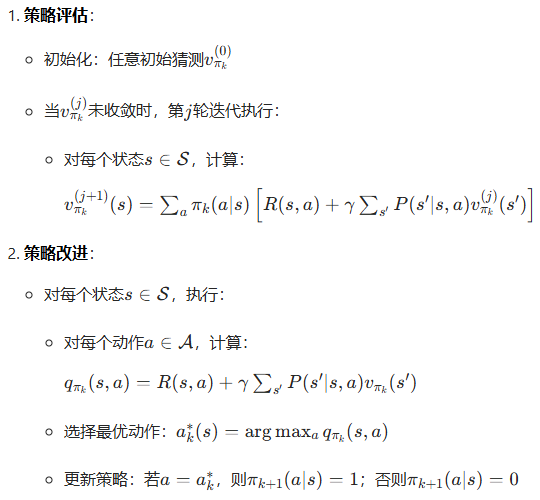 1. 策略评估：
初始化：任意初始猜测$v_{\pi_k}^{(0)}$
当$v_{\pi_k}^{(j)}$未收敛时，第$j$轮迭代执行：
对每个状态$s \in \mathcal{S}$，计算：
$v_{\pi_k}^{(j+1)}(s) = \sum_a \pi_k(a|s) \left[ R(s,a) + \gamma \sum_{s'} P(s'|s,a) v_{\pi_k}^{(j)}(s') \right]$
2. 策略改进：
对每个状态$s \in \mathcal{S}$，执行：
对每个动作$a \in \mathcal{A}$，计算：
$q_{\pi_k}(s,a) = R(s,a) + \gamma \sum_{s'} P(s'|s,a) v_{\pi_k}(s')$
选择最优动作：$a_k^*(s) = \arg\max_a q_{\pi_k}(s,a)$
更新策略：若$a = a_k^*$，则$\pi_{k+1}(a|s) = 1$；否则$\pi_{k+1}(a|s) = 0$